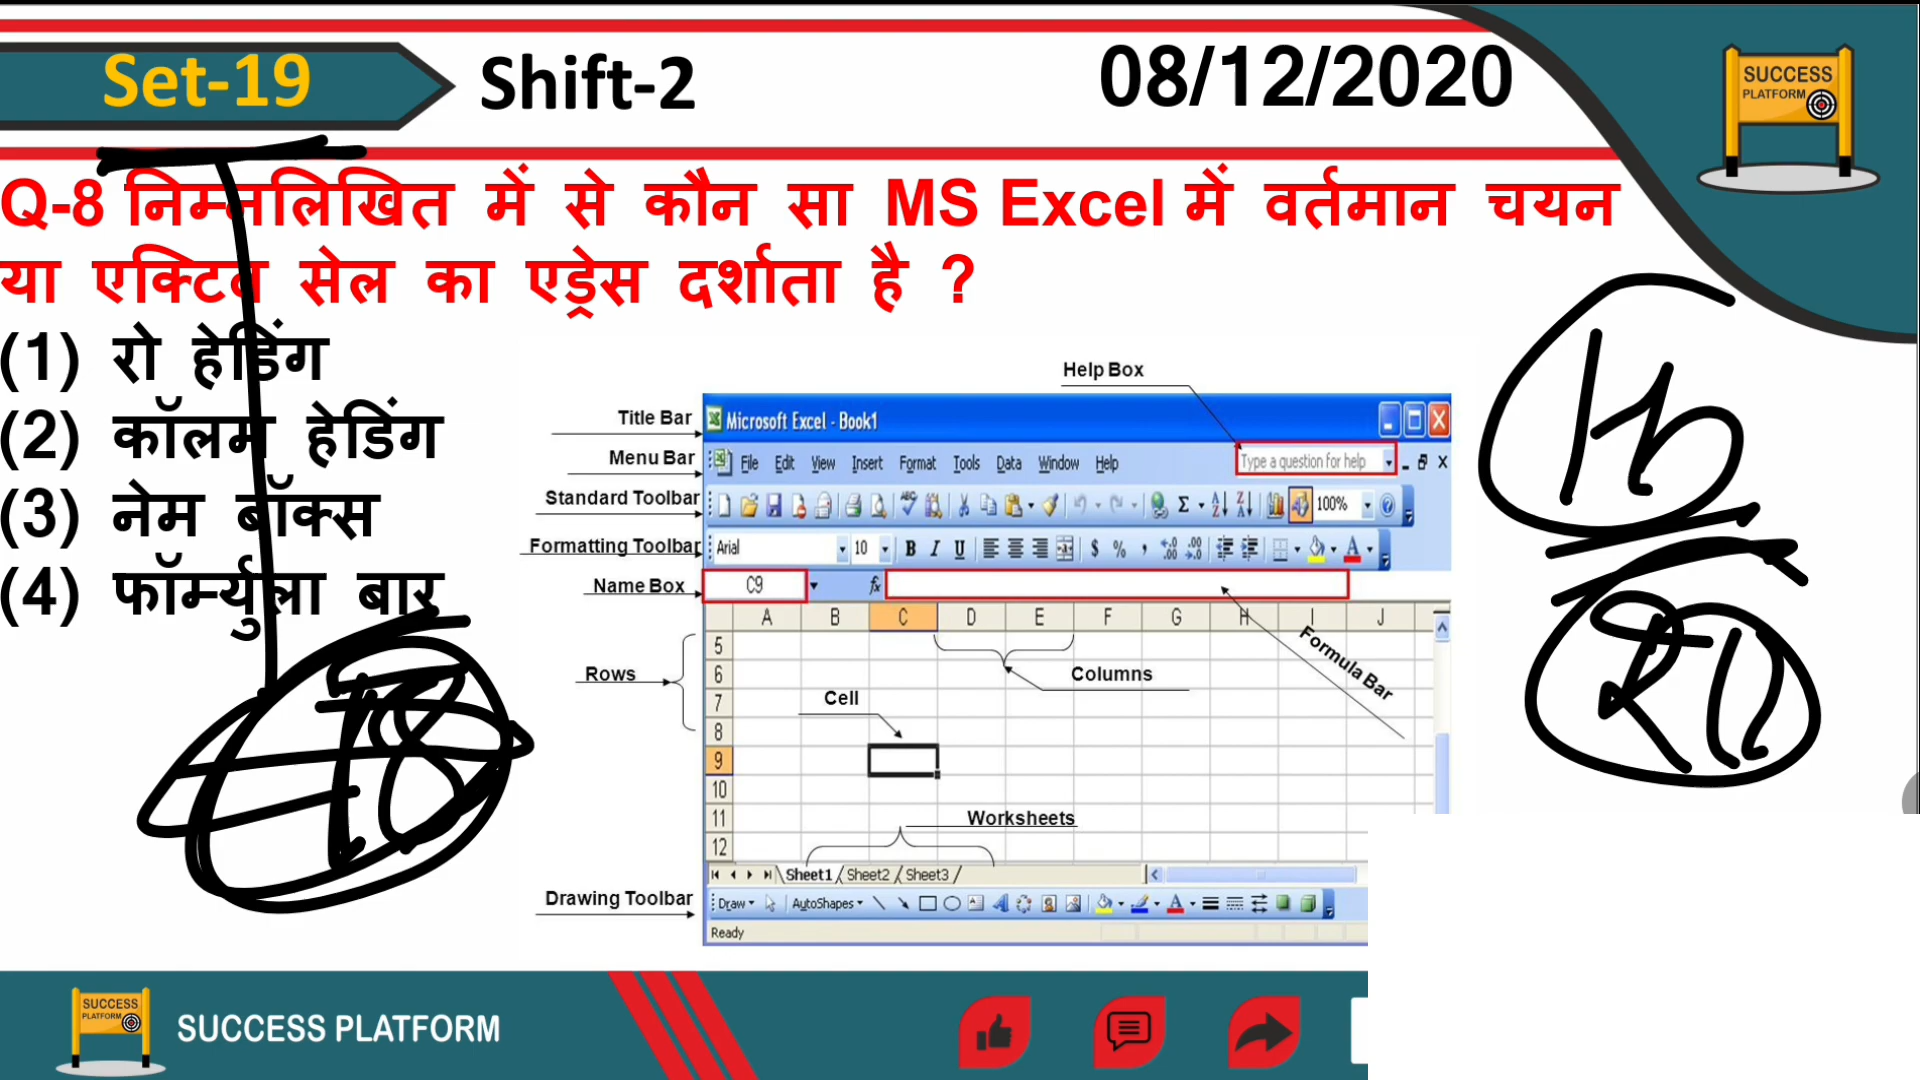 Set-19
Shift-2
08/12/2020
SUCCESS
PLATFORM
Q-8 निम्नलिखित में से कौन सा MS Excel में वर्तमान चयन
या एक्टिव सेल का एड्रेस दर्शाता है ?
(1) रो हेडिंग
(2) कॉलम हेडिंग
(3) नेम बॉक्स
(4) फॉर्म्युला बार
Help Box
Title Bar
Microsoft Excel - Book1
Menu Bar
File Edit View Insert Format Tools Data Window Help
Type a question for help
Standard Toolbar
100%
Formatting Toolbar
Arial
10
B I U
$ % ,
Name Box
C9
fx
A B C D E F G H I J
5
6
7
8
9
10
11
12
Rows
Columns
Formula Bar
Cell
Worksheets
Sheet1 Sheet2 Sheet3
Drawing Toolbar
Draw
AutoShapes
Ready
SUCCESS
PLATFORM
SUCCESS PLATFORM